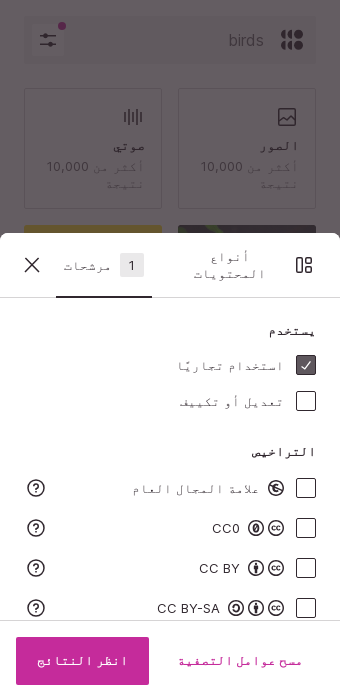 birds
الصور
أكثر من 10,000
نتيجة
صوتي
أكثر من 10,000
نتيجة
أنواع
المحتويات
1 مرشحات
يستخدم
استخدام تجاريًا
تعديل أو تكييف
التراخيص
علامة المجال العام
CC0
CC BY
CC BY-SA
مسح عوامل التصفية
انظر النتائج